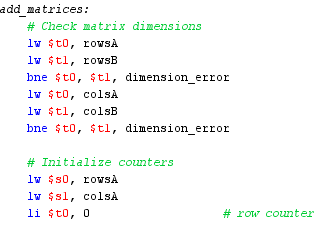 add_matrices:
# Check matrix dimensions
lw $t0, rowsA
lw $t1, rowsB
bne $t0, $t1, dimension_error
lw $t0, colsA
lw $t1, colsB
bne $t0, $t1, dimension_error
# Initialize counters
lw $s0, rowsA
lw $s1, colsA
li $t0, 0 # row counter